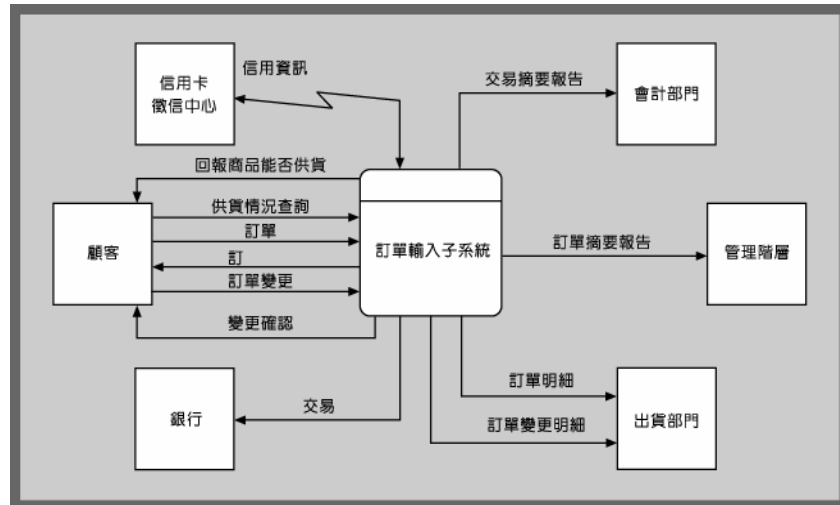 信用卡
徵信中心
信用資訊
交易摘要報告
會計部門
回報商品能否供貨
供貨情況查詢
訂單
訂
訂單變更
變更確認
顧客
訂單輸入子系統
訂單摘要報告
管理階層
銀行
交易
訂單明細
訂單變更明細
出貨部門